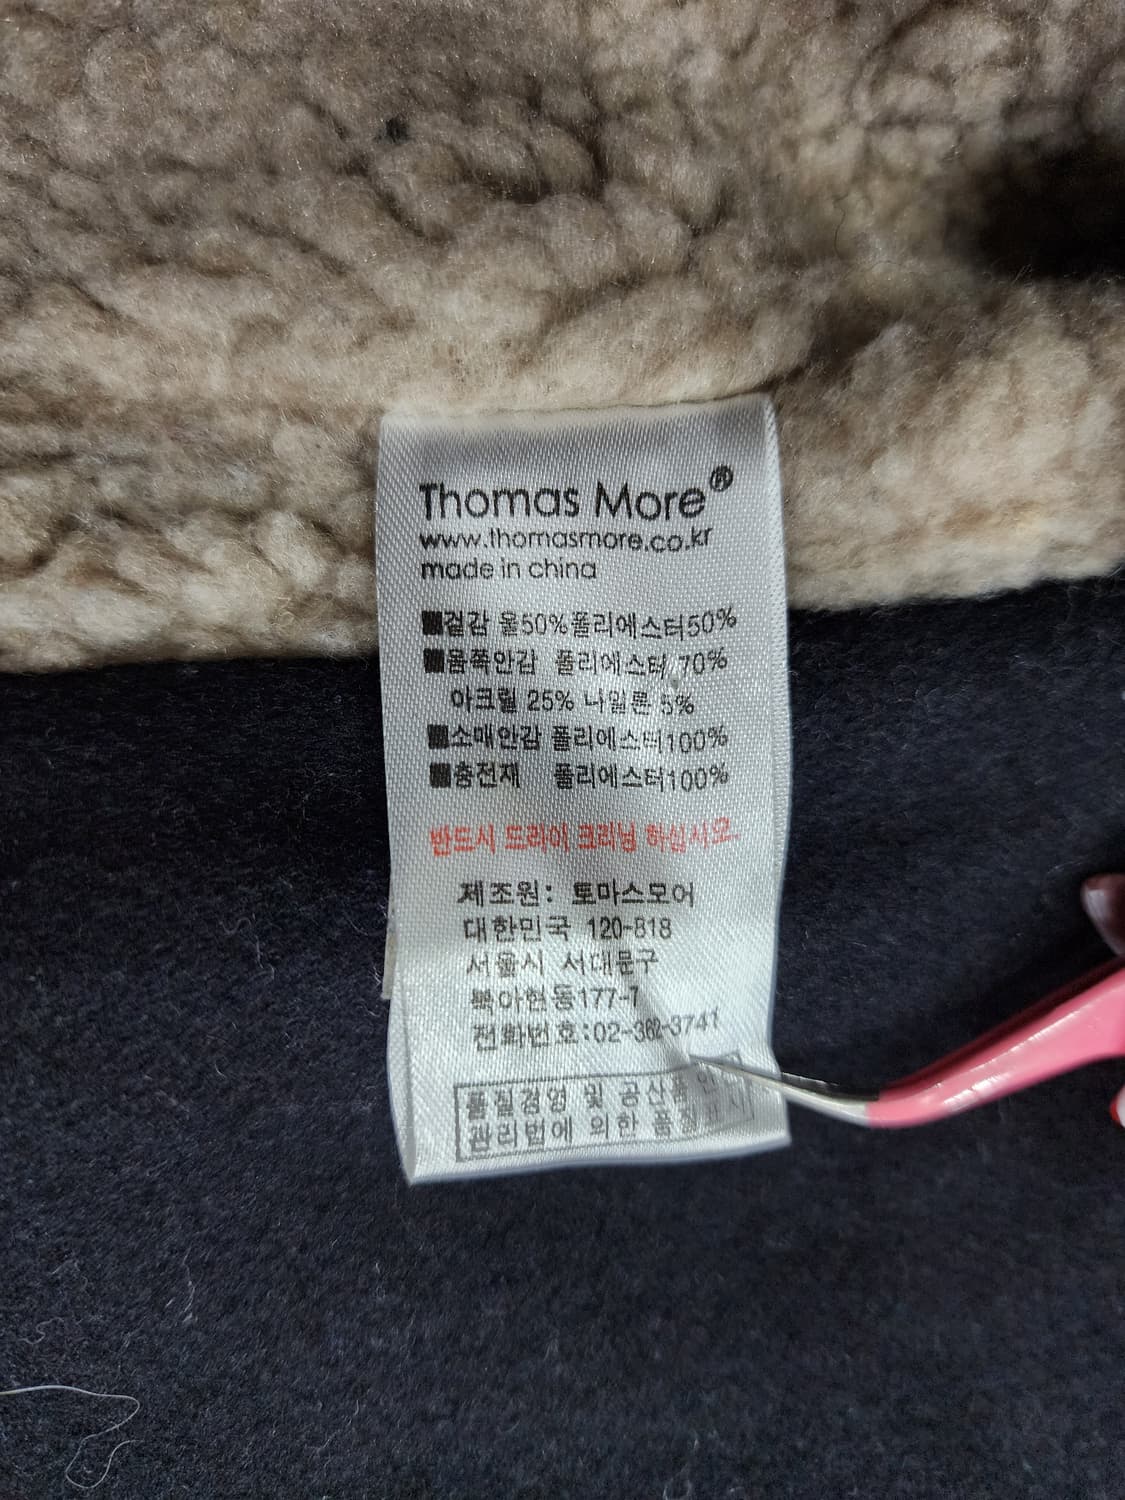 Thomas More®
www.thomasmore.co.kr
made in china
■겉감 울50%폴리에스터50%
■몸쪽안감 폴리에스터 70%
아크릴 25% 나일론 5%
■소매안감 폴리에스터100%
■충전재 폴리에스터100%
반드시 드라이 크리닝 하십시오.
제조원: 토마스모어
대한민국 120-818
서울시 서대문구
북아현동177-7
전화번호:02-362-3741
품질경영 및 공산품
관리법에 의한 품질표시